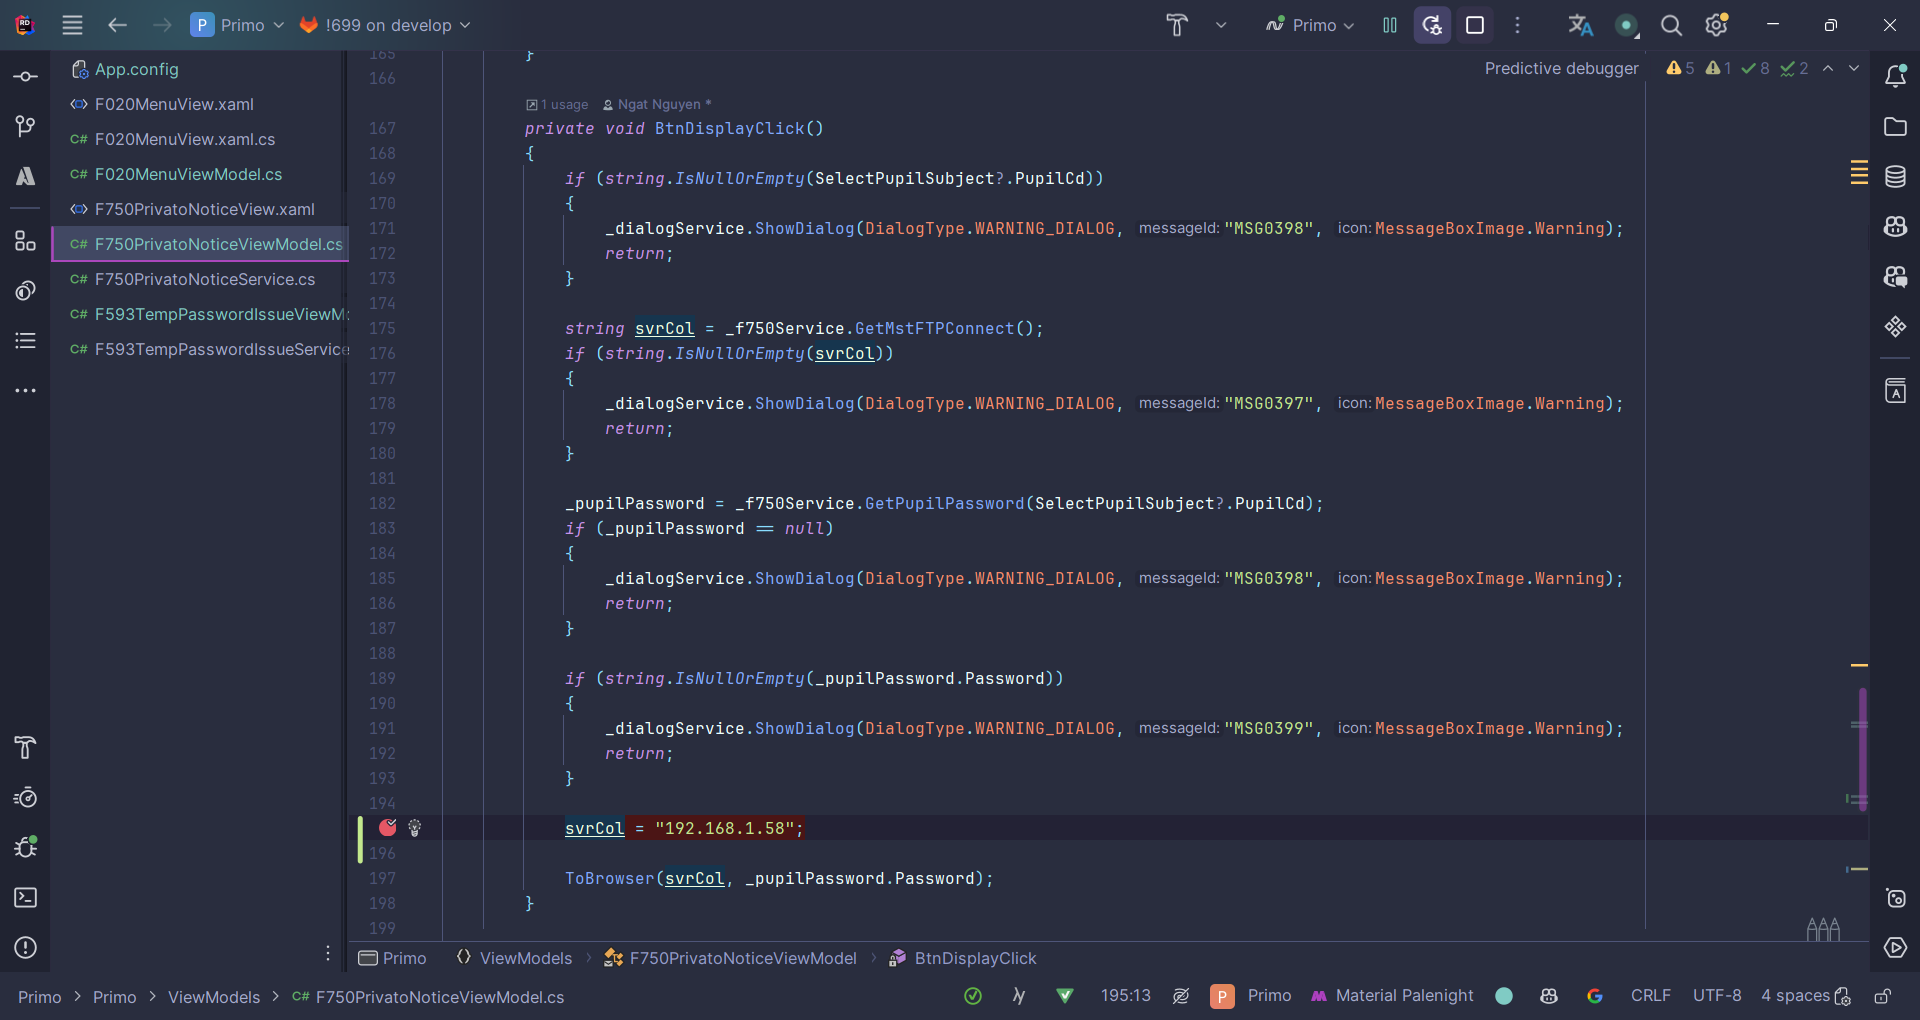 RD P Primo !699 on develop Primo
App.config
F020MenuView.xaml
C# F020MenuView.xaml.cs
C# F020MenuViewModel.cs
F750PrivatoNoticeView.xaml
C# F750PrivatoNoticeViewModel.cs
C# F750PrivatoNoticeService.cs
C# F593TempPasswordIssueViewM
C# F593TempPasswordIssueService
Predictive debugger 5 1 8 2
165 }
166
1 usage Ngat Nguyen *
167 private void BtnDisplayClick()
168 {
169 if (string.IsNullOrEmpty(SelectPupilSubject?.PupilCd))
170 {
171 _dialogService.ShowDialog(DialogType.WARNING_DIALOG, messageId: "MSG0398", icon: MessageBoxImage.Warning);
172 return;
173 }
174
175 string svrCol = _f750Service.GetMstFTPConnect();
176 if (string.IsNullOrEmpty(svrCol))
177 {
178 _dialogService.ShowDialog(DialogType.WARNING_DIALOG, messageId: "MSG0397", icon: MessageBoxImage.Warning);
179 return;
180 }
181
182 _pupilPassword = _f750Service.GetPupilPassword(SelectPupilSubject?.PupilCd);
183 if (_pupilPassword == null)
184 {
185 _dialogService.ShowDialog(DialogType.WARNING_DIALOG, messageId: "MSG0398", icon: MessageBoxImage.Warning);
186 return;
187 }
188
189 if (string.IsNullOrEmpty(_pupilPassword.Password))
190 {
191 _dialogService.ShowDialog(DialogType.WARNING_DIALOG, messageId: "MSG0399", icon: MessageBoxImage.Warning);
192 return;
193 }
194
svrCol = "192.168.1.58";
196
197 ToBrowser(svrCol, _pupilPassword.Password);
198 }
199
Primo ViewModels › F750PrivatoNoticeViewModel › BtnDisplayClick
Primo > Primo > ViewModels > C# F750PrivatoNoticeViewModel.cs 195:13 P Primo Material Palenight CRLF UTF-8 4 spaces